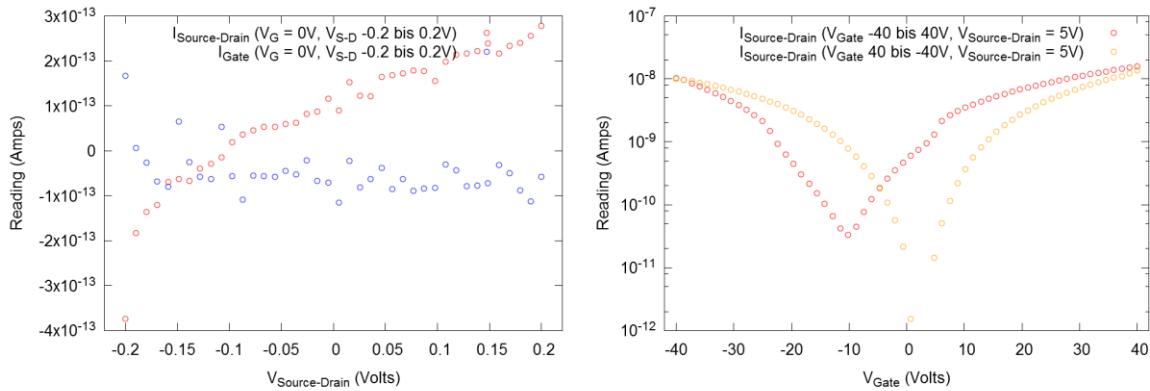 3x10-13
2x10-13
1x10-13
0
-1x10-13
-2x10-13
-3x10-13
-4x10-13
Reading (Amps)
ISource-Drain (VG = 0V, VS-D -0.2 bis 0.2V)
IGate (VG = 0V, VS-D -0.2 bis 0.2V)
-0.2 -0.15 -0.1 -0.05 0 0.05 0.1 0.15 0.2
VSource-Drain (Volts)
10-7
10-8
10-9
10-10
10-11
10-12
Reading (Amps)
ISource-Drain (VGate -40 bis 40V, VSource-Drain = 5V)
ISource-Drain (VGate 40 bis -40V, VSource-Drain = 5V)
-40 -30 -20 -10 0 10 20 30 40
VGate (Volts)